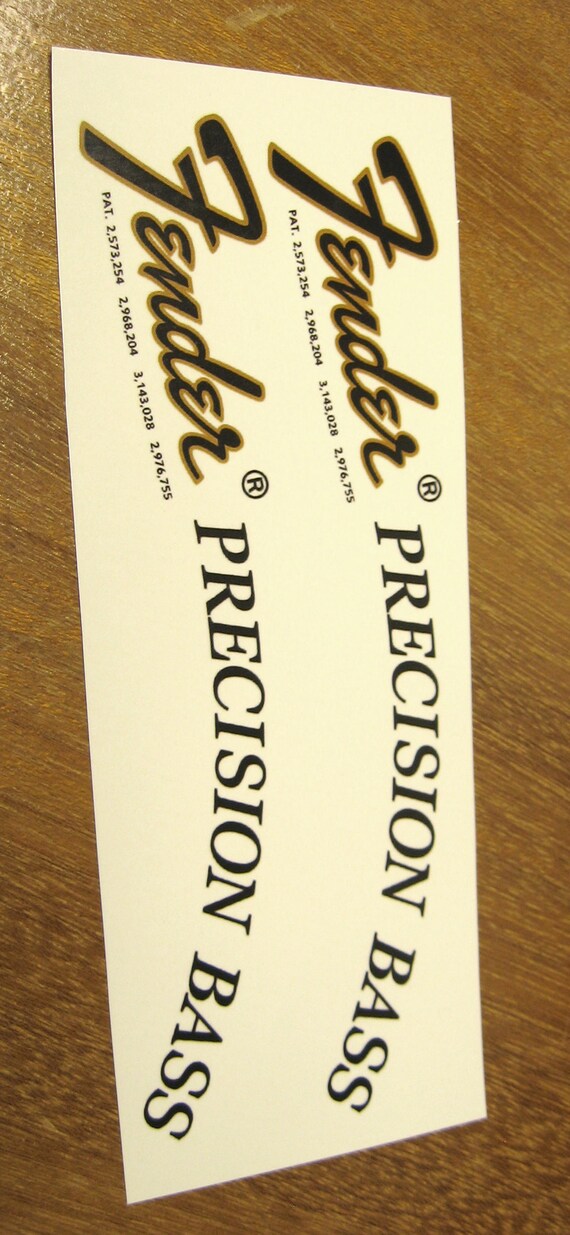 Fender®
PAT. 2,573,254 2,968,204 3,143,028 2,976,755
PRECISION BASS
Fender®
PAT. 2,573,254 2,968,204 3,143,028 2,976,755
PRECISION BASS